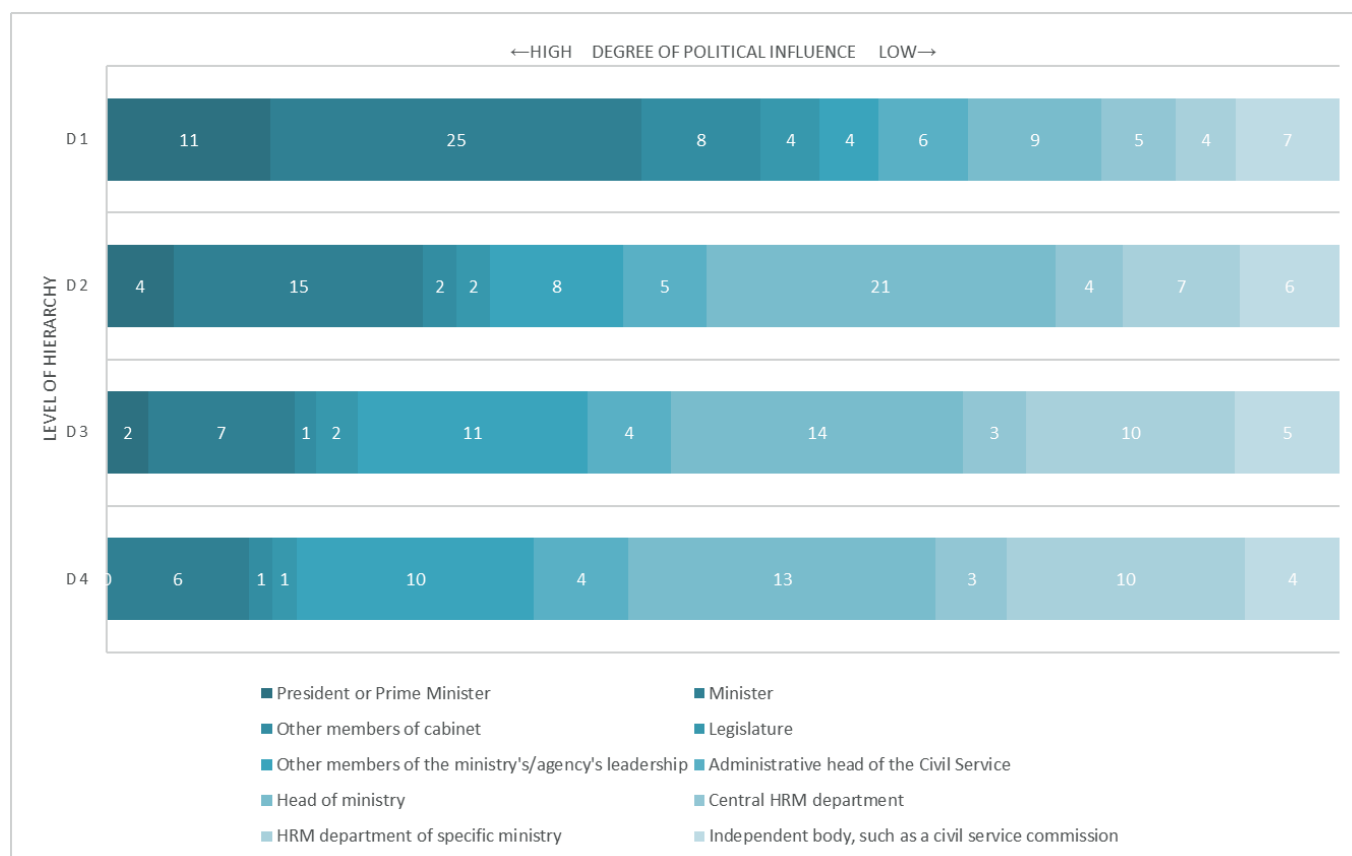 ←HIGH DEGREE OF POLITICAL INFLUENCE LOW→
LEVEL OF HIERARCHY
D 1
11 25 8 4 4 6 9 5 4 7
D 2
4 15 2 2 8 5 21 4 7 6
D 3
2 7 1 2 11 4 14 3 10 5
D 4
0 6 1 1 10 4 13 3 10 4
President or Prime Minister
Minister
Other members of cabinet
Legislature
Other members of the ministry's/agency's leadership
Administrative head of the Civil Service
Head of ministry
Central HRM department
HRM department of specific ministry
Independent body, such as a civil service commission